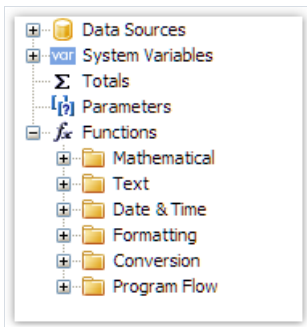 Data Sources
var System Variables
Σ Totals
[?] Parameters
fx Functions
Mathematical
Text
Date & Time
Formatting
Conversion
Program Flow